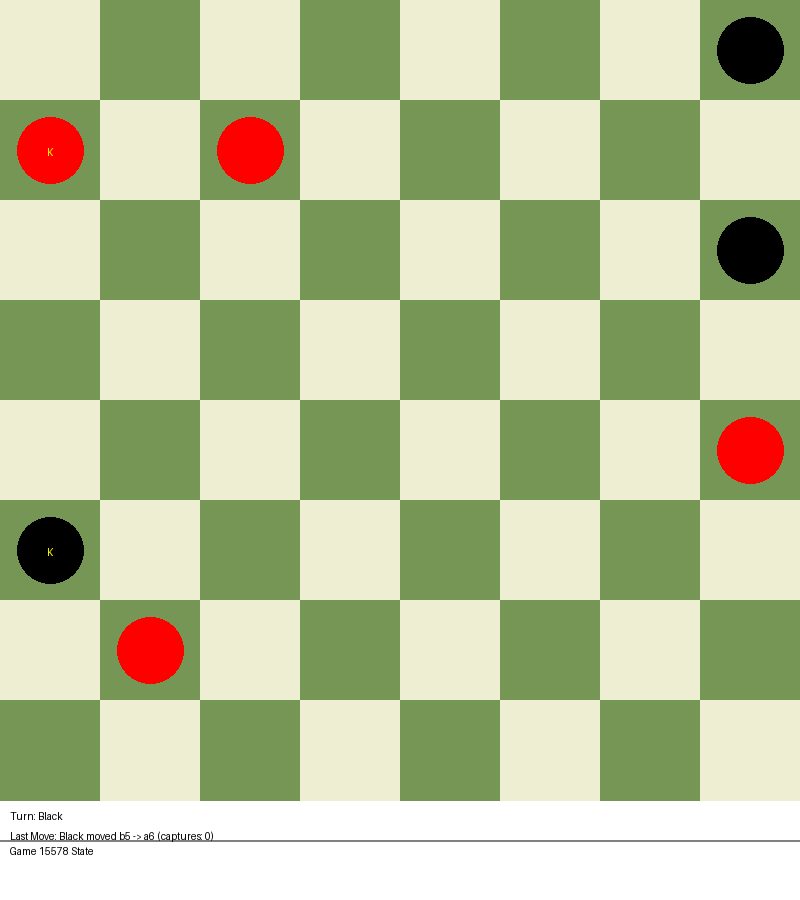 K
K
Turn: Black
Last Move: Black moved b5 -> a6 (captures: 0)
Game 15578 State